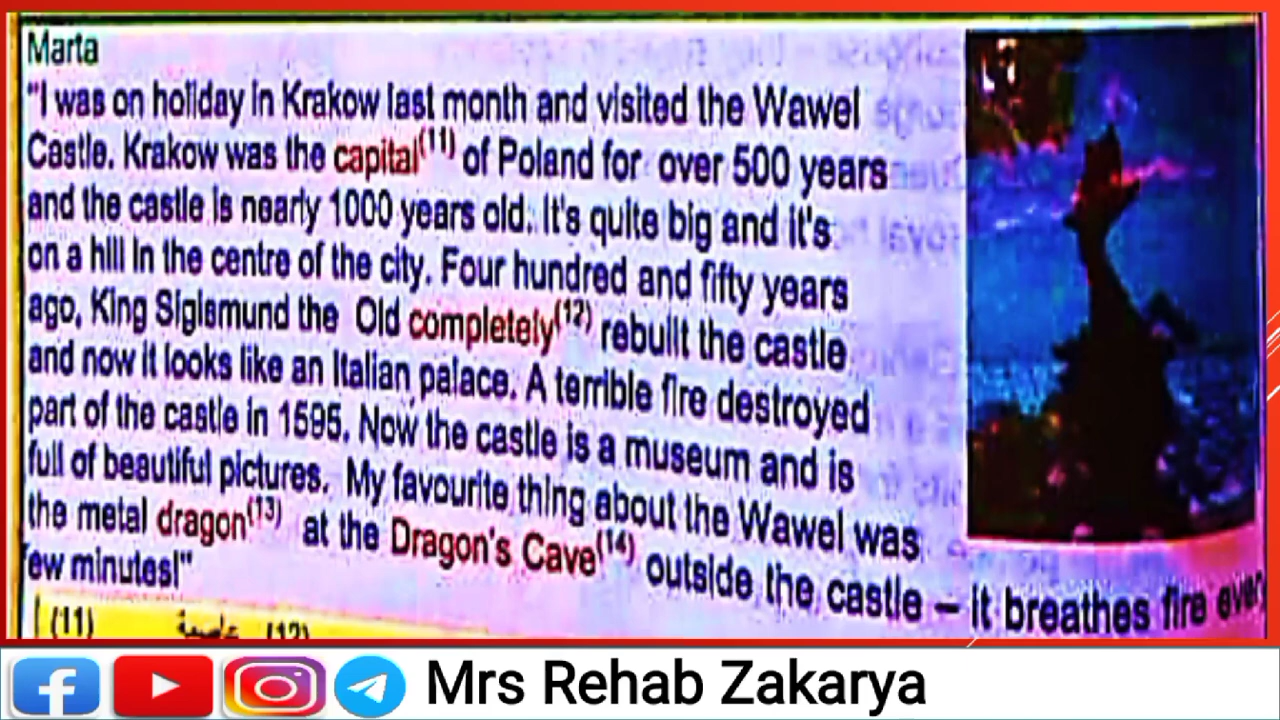 Marta
"I was on holiday in Krakow last month and visited the Wawel
Castle. Krakow was the capital(11) of Poland for over 500 years
and the castle is nearly 1000 years old. It's quite big and it's
on a hill in the centre of the city. Four hundred and fifty years
ago, King Sigismund the Old completely(12) rebuilt the castle
and now it looks like an Italian palace. A terrible fire destroyed
part of the castle in 1595. Now the castle is a museum and is
full of beautiful pictures. My favourite thing about the Wawel was
the metal dragon(13) at the Dragon's Cave(14) outside the castle – it breathes fire ever
few minutes!"
(11) عاصمة (12)
Mrs Rehab Zakarya